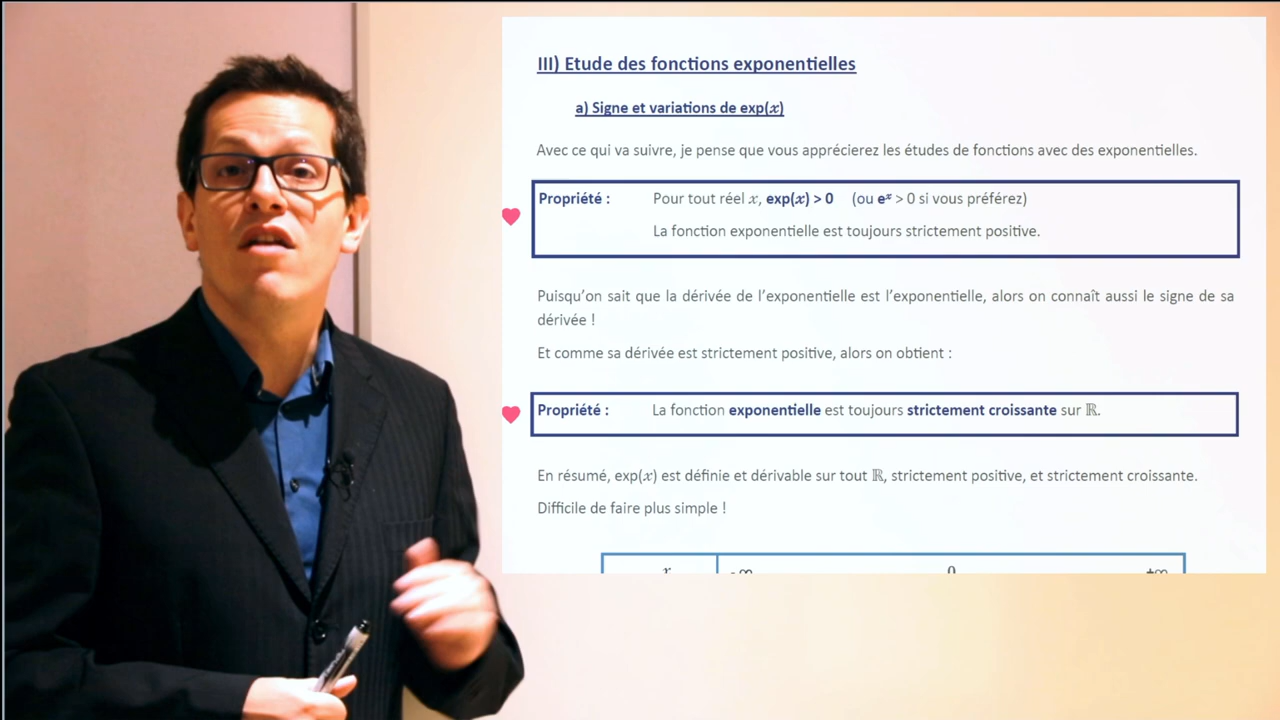 III) Etude des fonctions exponentielles
a) Signe et variations de exp(x)
Avec ce qui va suivre, je pense que vous apprécierez les études de fonctions avec des exponentielles.
Propriété : Pour tout réel x, exp(x) > 0 (ou eˣ > 0 si vous préférez)
La fonction exponentielle est toujours strictement positive.
Puisqu'on sait que la dérivée de l'exponentielle est l'exponentielle, alors on connaît aussi le signe de sa
dérivée !
Et comme sa dérivée est strictement positive, alors on obtient :
Propriété : La fonction exponentielle est toujours strictement croissante sur ℝ.
En résumé, exp(x) est définie et dérivable sur tout ℝ, strictement positive, et strictement croissante.
Difficile de faire plus simple !
x -∞ 0 +∞